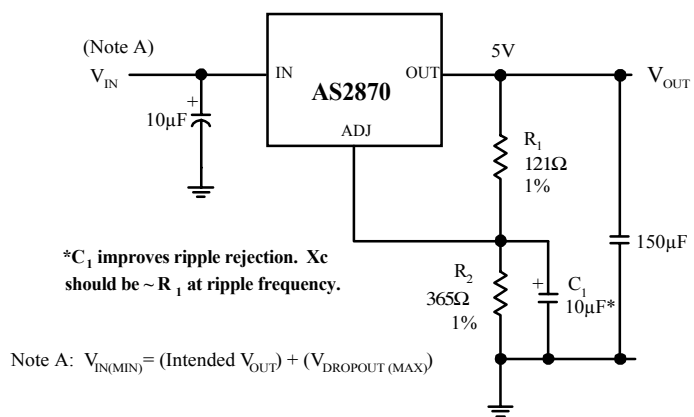 (Note A)
V_IN
+
10µF
IN
OUT
AS2870
ADJ
5V
V_OUT
R_1
121Ω
1%
150µF
*C_1 improves ripple rejection. Xc
should be ~ R_1 at ripple frequency.
R_2
365Ω
1%
+
C_1
10µF*
Note A: V_IN(MIN)= (Intended V_OUT) + (V_DROPOUT (MAX))